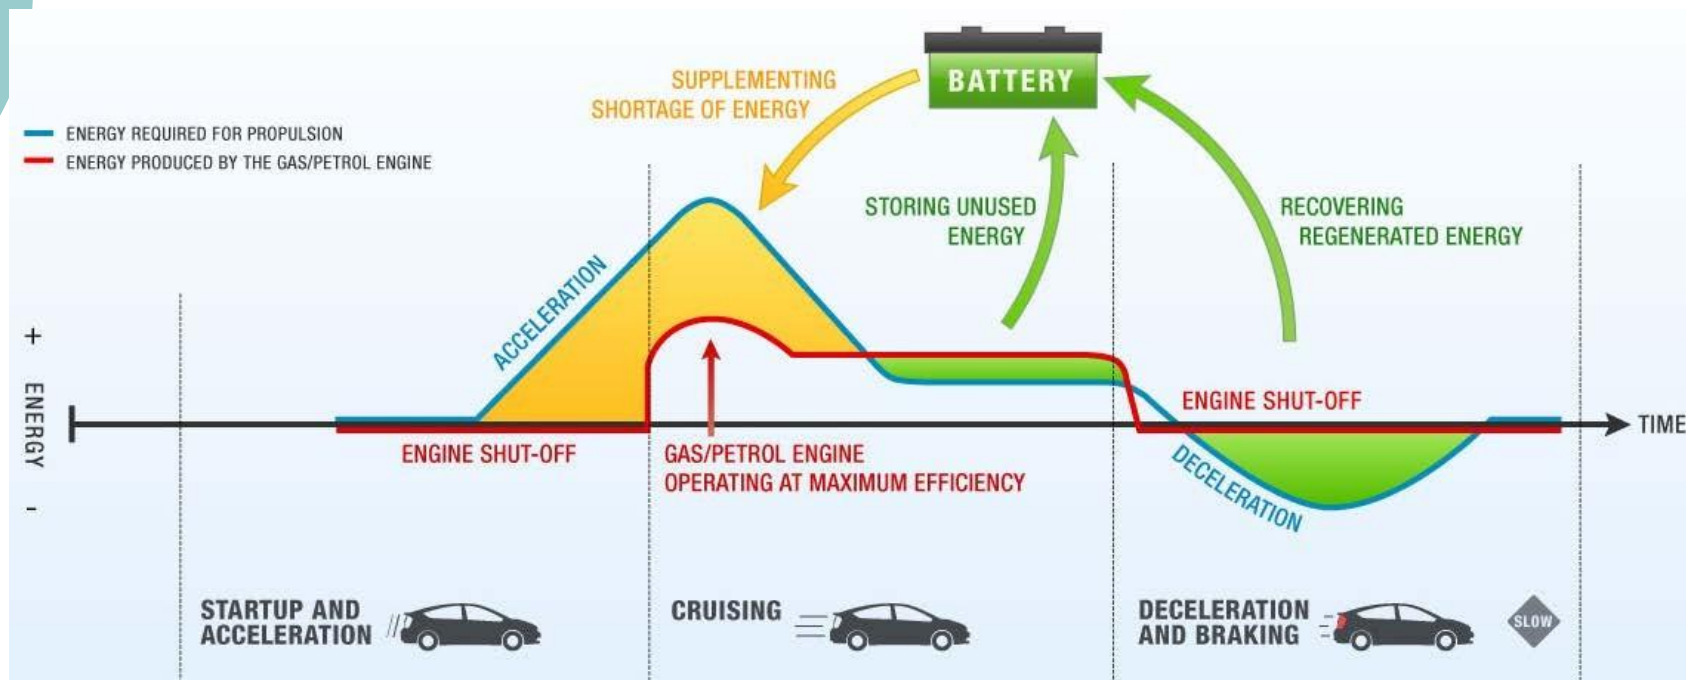 BATTERY
SUPPLEMENTING
SHORTAGE OF ENERGY
ENERGY REQUIRED FOR PROPULSION
ENERGY PRODUCED BY THE GAS/PETROL ENGINE
STORING UNUSED
ENERGY
RECOVERING
REGENERATED ENERGY
ACCELERATION
+
ENERGY
-
ENGINE SHUT-OFF
TIME
ENGINE SHUT-OFF
GAS/PETROL ENGINE
OPERATING AT MAXIMUM EFFICIENCY
DECELERATION
STARTUP AND
ACCELERATION
CRUISING
DECELERATION
AND BRAKING
SLOW